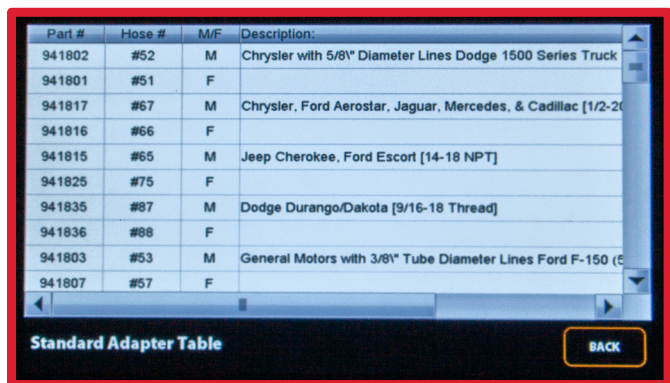 Part # Hose # M/F Description:
941802 #52 M Chrysler with 5/8\" Diameter Lines Dodge 1500 Series Truck
941801 #51 F
941817 #67 M Chrysler, Ford Aerostar, Jaguar, Mercedes, & Cadillac [1/2-20
941816 #66 F
941815 #65 M Jeep Cherokee, Ford Escort [14-18 NPT]
941825 #75 F
941835 #87 M Dodge Durango/Dakota [9/16-18 Thread]
941836 #88 F
941803 #53 M General Motors with 3/8\" Tube Diameter Lines Ford F-150 (5
941807 #57 F
Standard Adapter Table
BACK